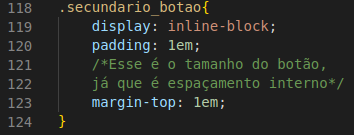 118 .secundario_botao{
119 display: inline-block;
120 padding: 1em;
121 /*Esse é o tamanho do botão,
122 já que é espaçamento interno*/
123 margin-top: 1em;
124 }